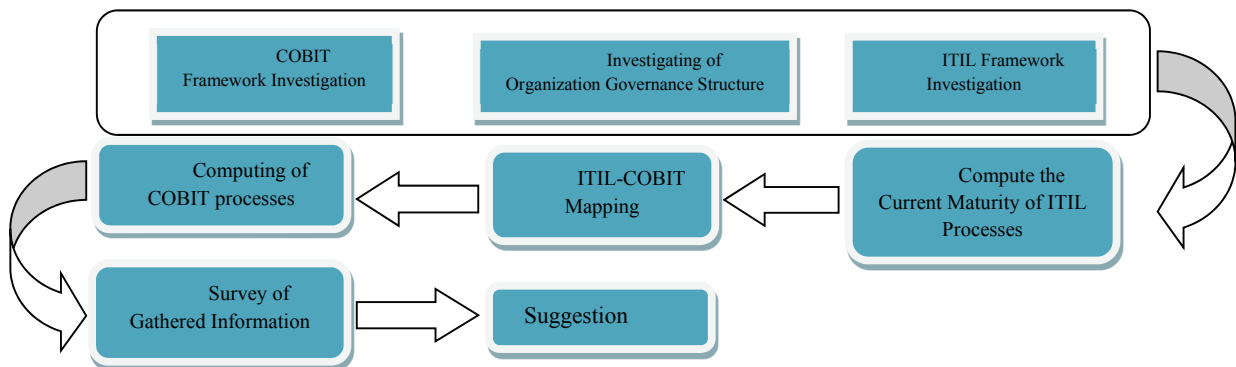 COBIT
Framework Investigation
Investigating of
Organization Governance Structure
ITIL Framework
Investigation
Computing of
COBIT processes
ITIL-COBIT
Mapping
Compute the
Current Maturity of ITIL
Processes
Survey of
Gathered Information
Suggestion